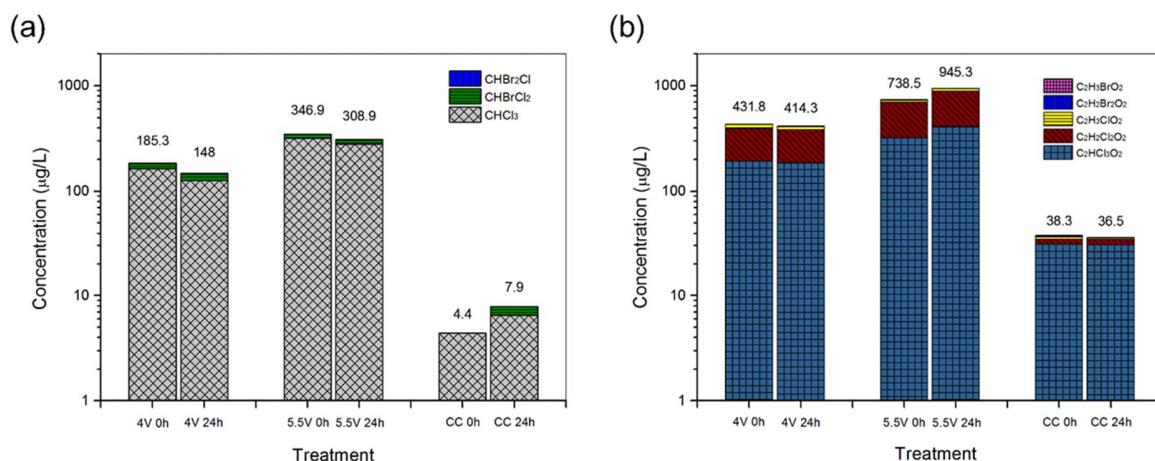 (a)
Concentration (μg/L)
1000
100
10
1
185.3
148
346.9
308.9
4.4
7.9
CHBr₂Cl
CHBrCl₂
CHCl₃
4V 0h
4V 24h
5.5V 0h
5.5V 24h
CC 0h
CC 24h
Treatment
(b)
Concentration (μg/L)
1000
100
10
1
431.8
414.3
738.5
945.3
38.3
36.5
C₂H₃BrO₂
C₂H₂Br₂O₂
C₂H₃ClO₂
C₂H₂Cl₂O₂
C₂HCl₃O₂
4V 0h
4V 24h
5.5V 0h
5.5V 24h
CC 0h
CC 24h
Treatment